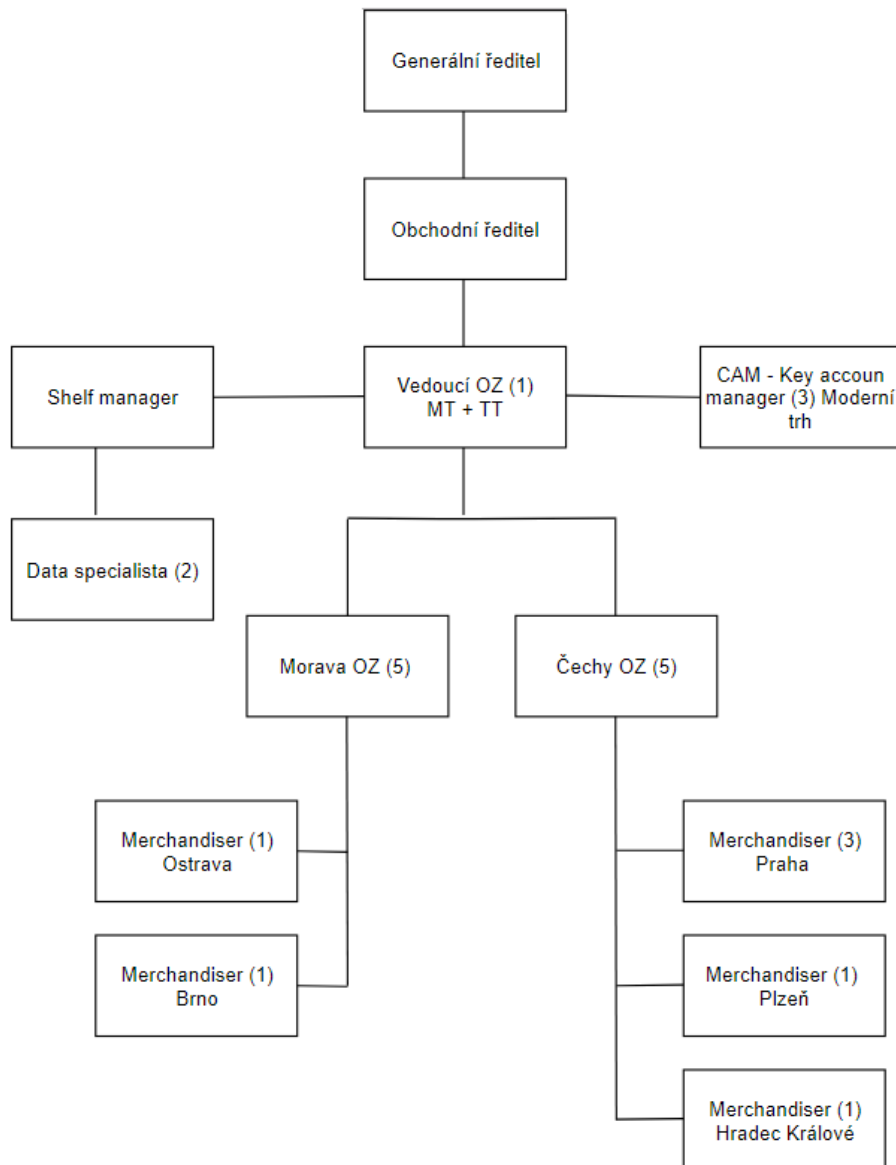 Generální ředitel
Obchodní ředitel
Shelf manager
Vedoucí OZ (1)
MT + TT
CAM - Key accoun
manager (3) Moderní
trh
Data specialista (2)
Morava OZ (5)
Čechy OZ (5)
Merchandiser (1)
Ostrava
Merchandiser (3)
Praha
Merchandiser (1)
Brno
Merchandiser (1)
Plzeň
Merchandiser (1)
Hradec Králové